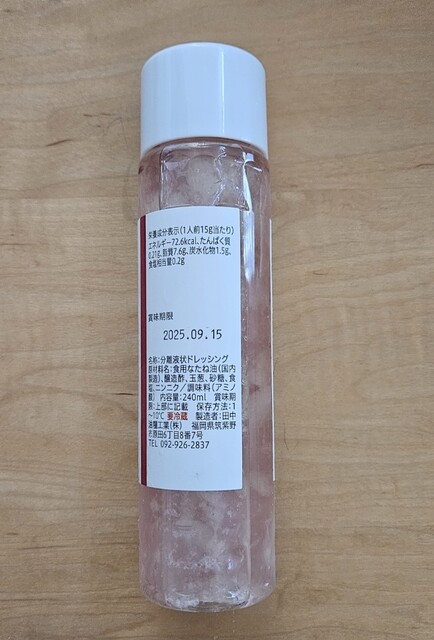 栄養成分表示(1人前15g当たり)
エネルギー72.6kcal、たんぱく質
0.21g、脂質7.6g、炭水化物1.5g、
食塩相当量0.2g
賞味期限
2025.09.15
名称:分離液状ドレッシング
原材料名:食用なたね油(国内
製造)、醸造酢、玉葱、砂糖、食
塩、ニンニク/調味料(アミノ
酸) 内容量:240ml 賞味期
限:上部に記載 保存方法:1
~10℃ 要冷蔵 製造者:田中
油糧工業(株) 福岡県筑紫野
市原田6丁目8番7号
TEL 092-926-2837